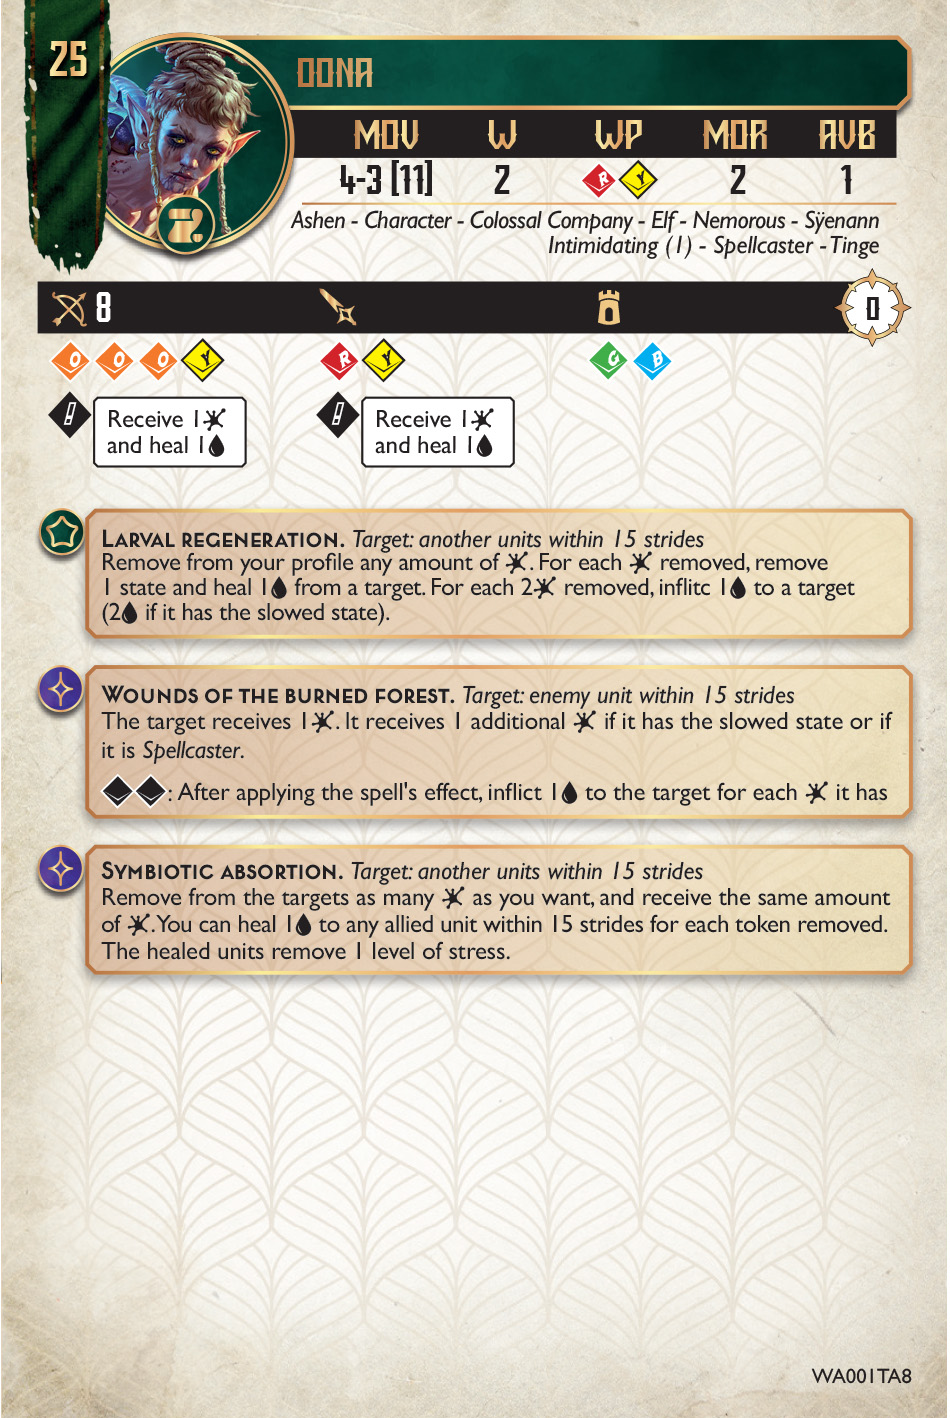 25
OONA
MOV W WP MOR AVB
4-3 [11] 2 R Y 2 1
Ashen - Character - Colossal Company - Elf - Nemorous - Sÿenann
Intimidating (1) - Spellcaster - Tinge
8 0
O O O Y R Y G B
! Receive 1 ! Receive 1
and heal 1 and heal 1
LARVAL REGENERATION. Target: another units within 15 strides
Remove from your profile any amount of . For each removed, remove
1 state and heal 1 from a target. For each 2 removed, inflitc 1 to a target
(2 if it has the slowed state).
WOUNDS OF THE BURNED FOREST. Target: enemy unit within 15 strides
The target receives 1 . It receives 1 additional if it has the slowed state or if
it is Spellcaster.
: After applying the spell's effect, inflict 1 to the target for each it has
SYMBIOTIC ABSORTION. Target: another units within 15 strides
Remove from the targets as many as you want, and receive the same amount
of . You can heal 1 to any allied unit within 15 strides for each token removed.
The healed units remove 1 level of stress.
WA001TA8